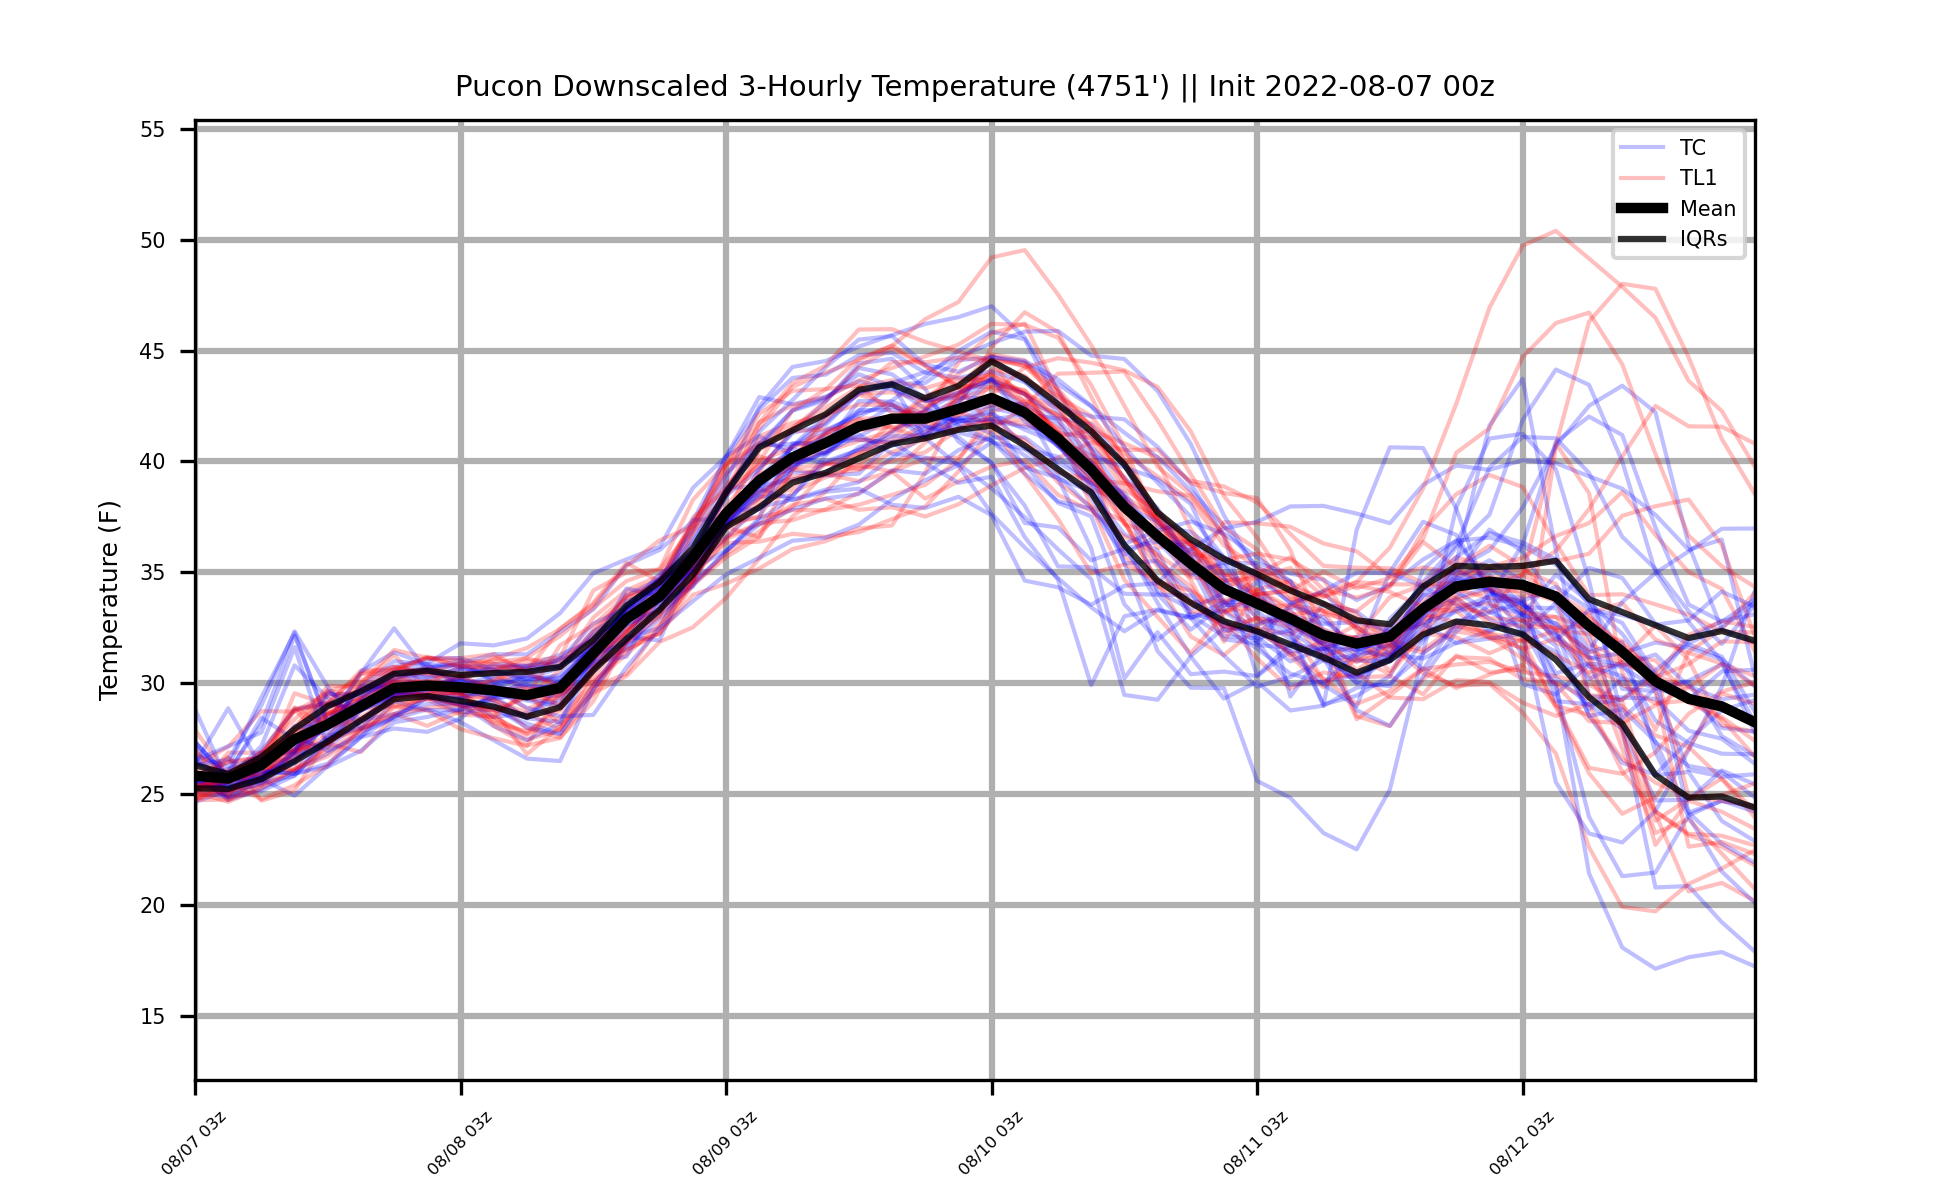 Pucon Downscaled 3-Hourly Temperature (4751') || Init 2022-08-07 00z
Temperature (F)
55
50
45
40
35
30
25
20
15
TC
TL1
Mean
IQRs
08/07 03z
08/08 03z
08/09 03z
08/10 03z
08/11 03z
08/12 03z